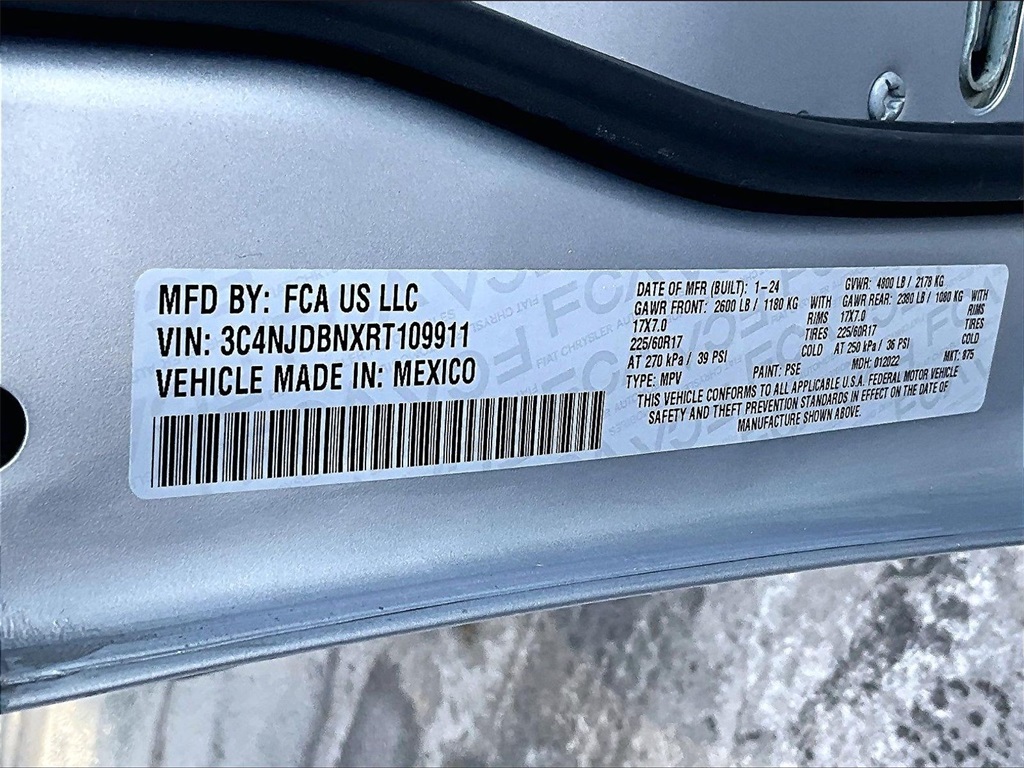 MFD BY: FCA US LLC
VIN: 3C4NJDBNXRT109911
VEHICLE MADE IN: MEXICO
DATE OF MFR (BUILT): 1-24 GVWR: 4800 LB / 2178 KG
GAWR FRONT: 2600 LB / 1180 KG WITH GAWR REAR: 2380 LB / 1080 KG WITH
17X7.0 RIMS 17X7.0 RIMS
225/60R17 TIRES 225/60R17 TIRES
AT 270 kPa / 39 PSI COLD AT 250 kPa / 36 PSI COLD
TYPE: MPV PAINT: PSE MDH: 012022 MKT: 875
THIS VEHICLE CONFORMS TO ALL APPLICABLE U.S.A. FEDERAL MOTOR VEHICLE
SAFETY AND THEFT PREVENTION STANDARDS IN EFFECT ON THE DATE OF
MANUFACTURE SHOWN ABOVE.